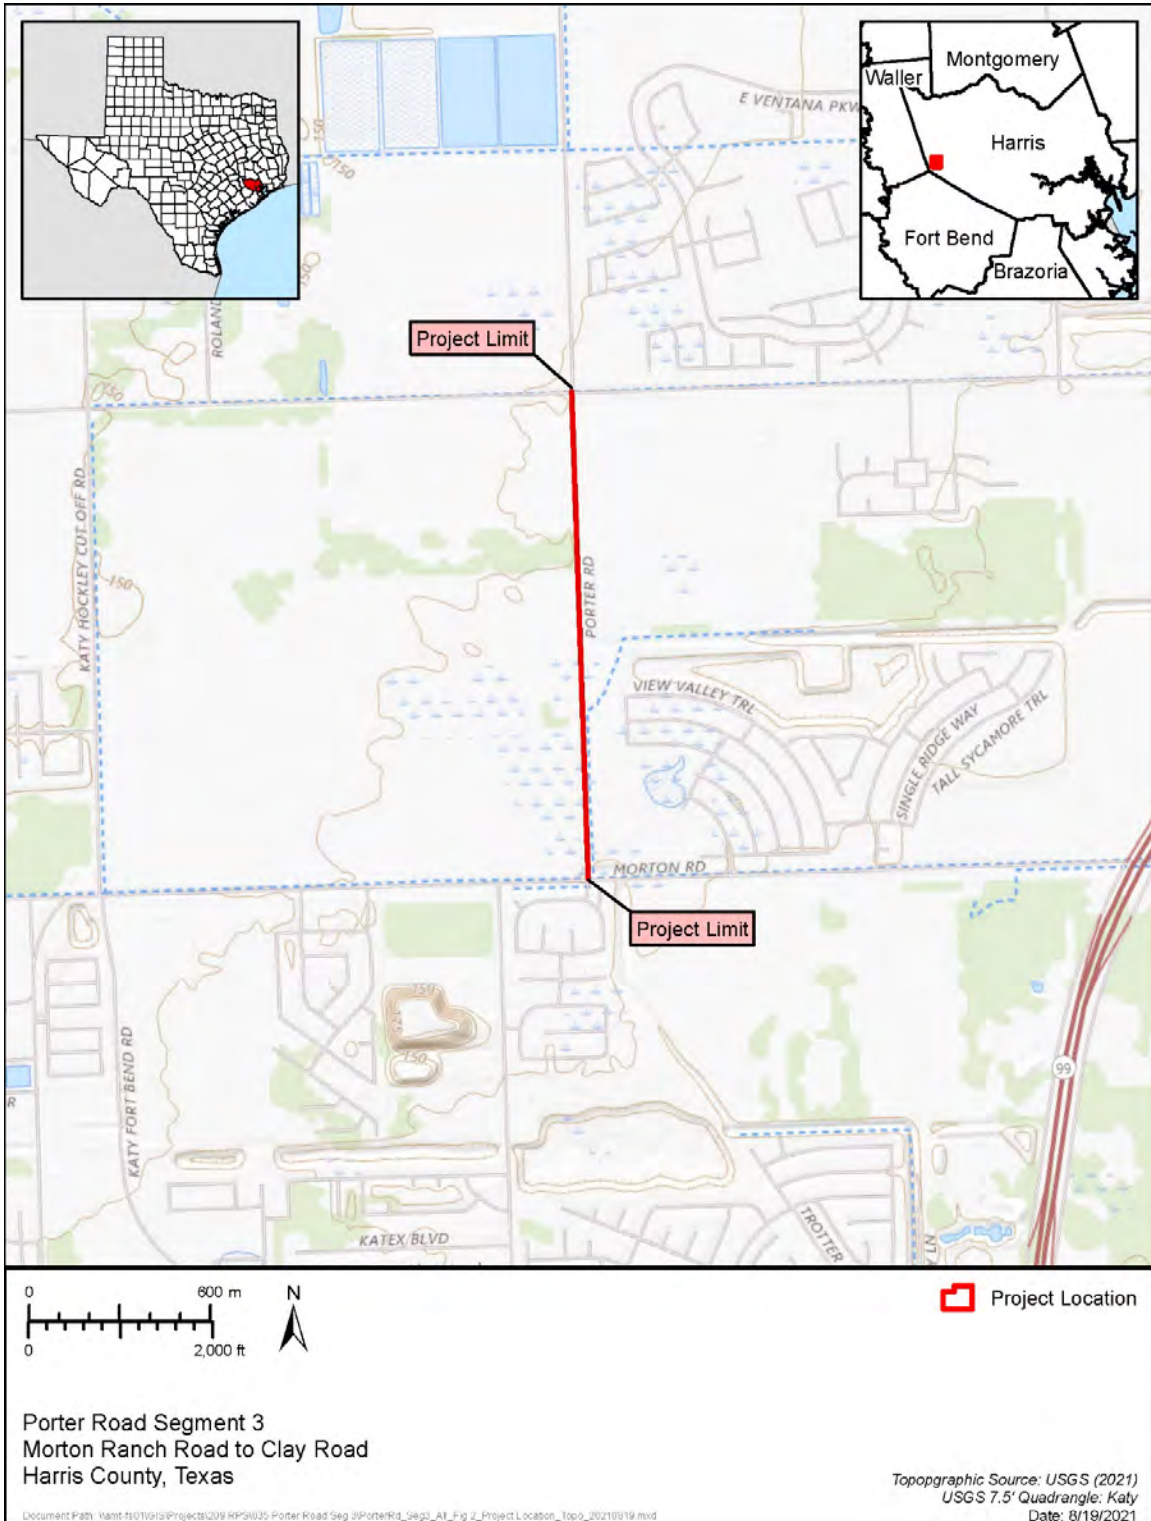 Montgomery
Waller
Harris
Fort Bend
Brazoria
E VENTANA PKW
150
150
150
ROLAND
Project Limit
150
KATY HOCKLEY CUT OFF RD
150
PORTER RD
VIEW VALLEY TRL
SINGLE RIDGE WAY
TALL SYCAMORE TRL
MORTON RD
Project Limit
150
175
150
99
KATY FORT BEND RD
R
TROTTER
LN
KATEX BLVD
0 600 m
0 2,000 ft
N
Project Location
Porter Road Segment 3
Morton Ranch Road to Clay Road
Harris County, Texas
Topopgraphic Source: USGS (2021)
USGS 7.5' Quadrangle: Katy
Date: 8/19/2021